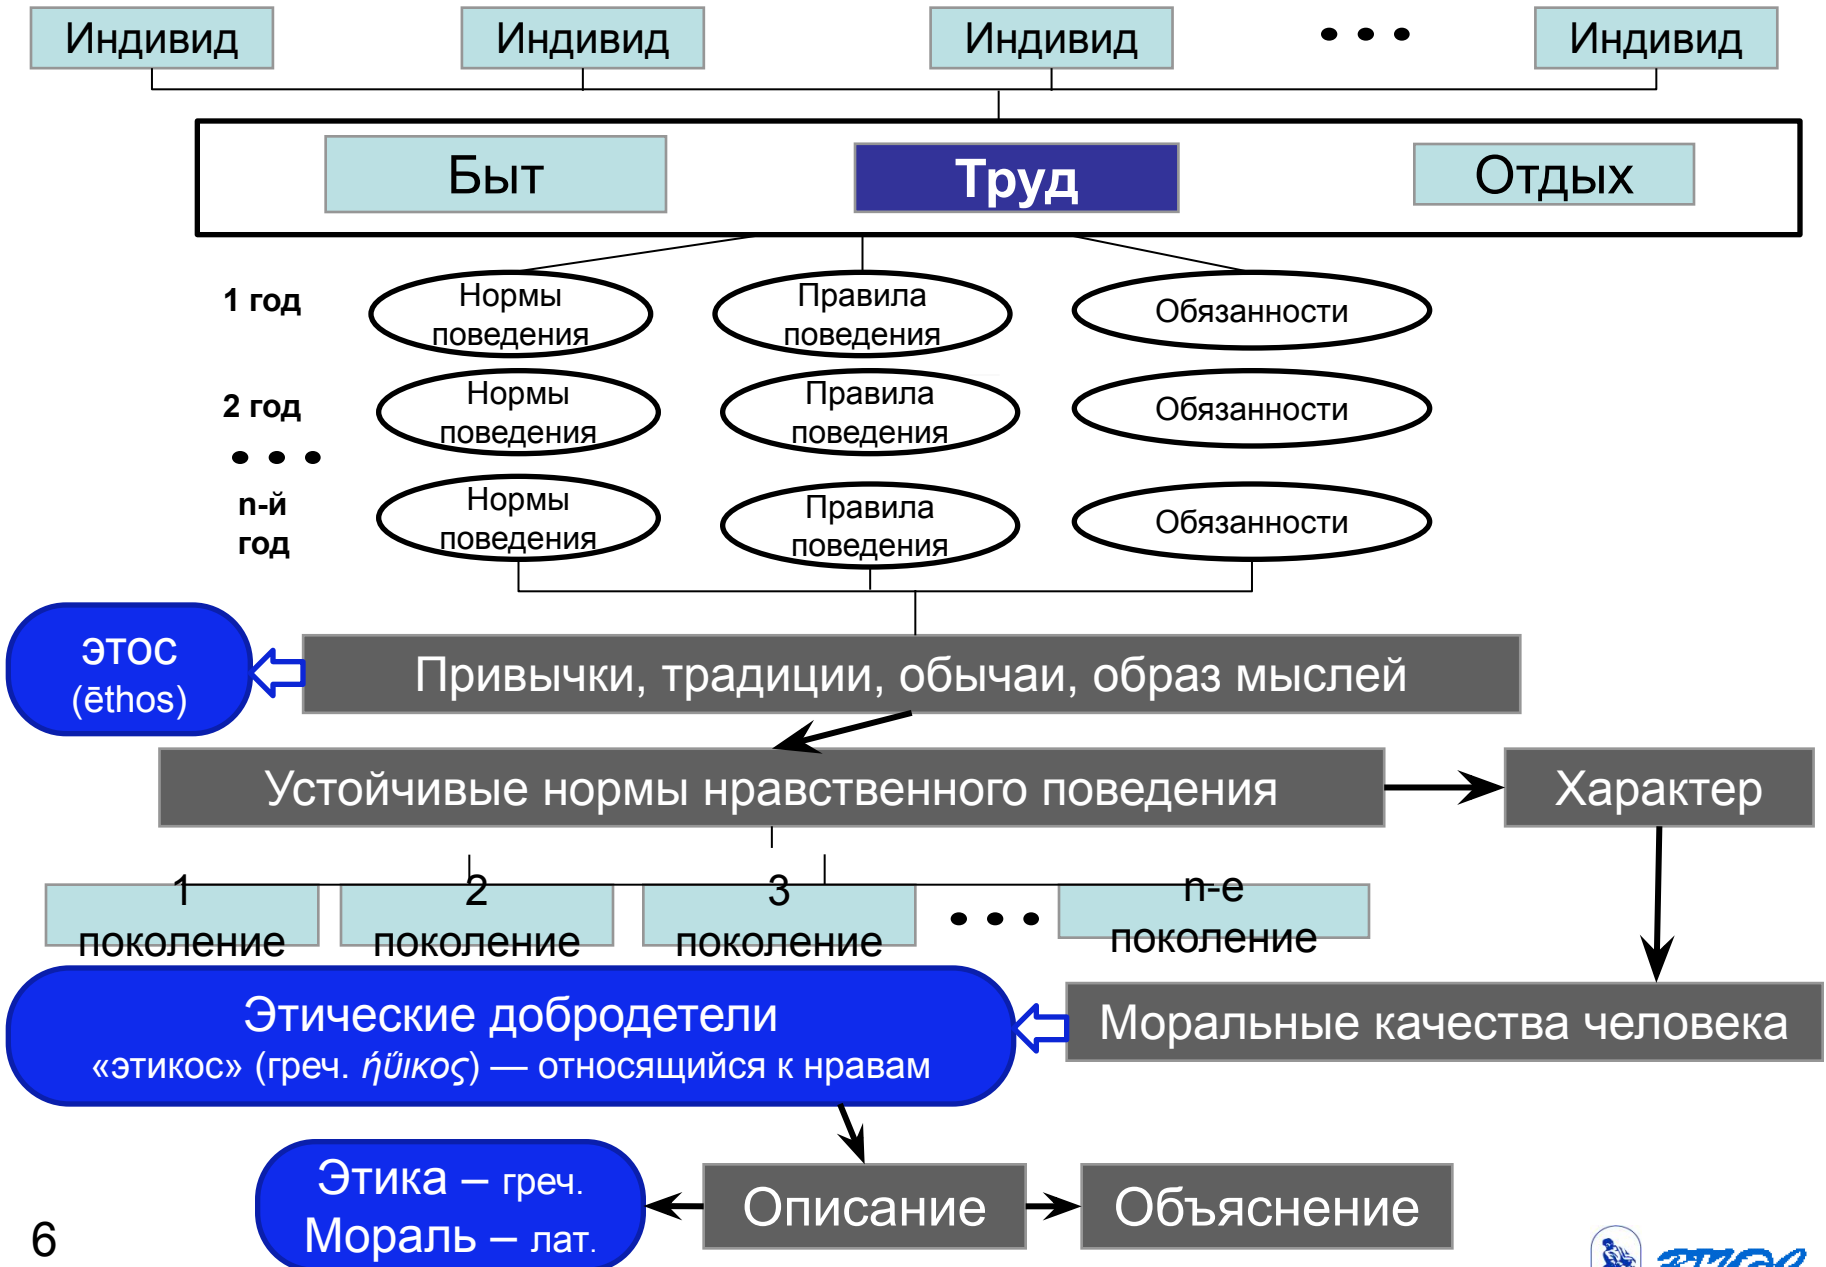 Индивид Индивид Индивид • • • Индивид
Быт Труд Отдых
1 год
Нормы
поведения
Правила
поведения
Обязанности
2 год
Нормы
поведения
Правила
поведения
Обязанности
• • •
n-й
год
Нормы
поведения
Правила
поведения
Обязанности
этос
(ēthos)
Привычки, традиции, обычаи, образ мыслей
Устойчивые нормы нравственного поведения
Характер
1
поколение
2
поколение
3
поколение
• • •
n-е
поколение
Этические добродетели
«этикос» (греч. ήΰικος) — относящийся к нравам
Моральные качества человека
Этика – греч.
Мораль – лат.
Описание
Объяснение
6